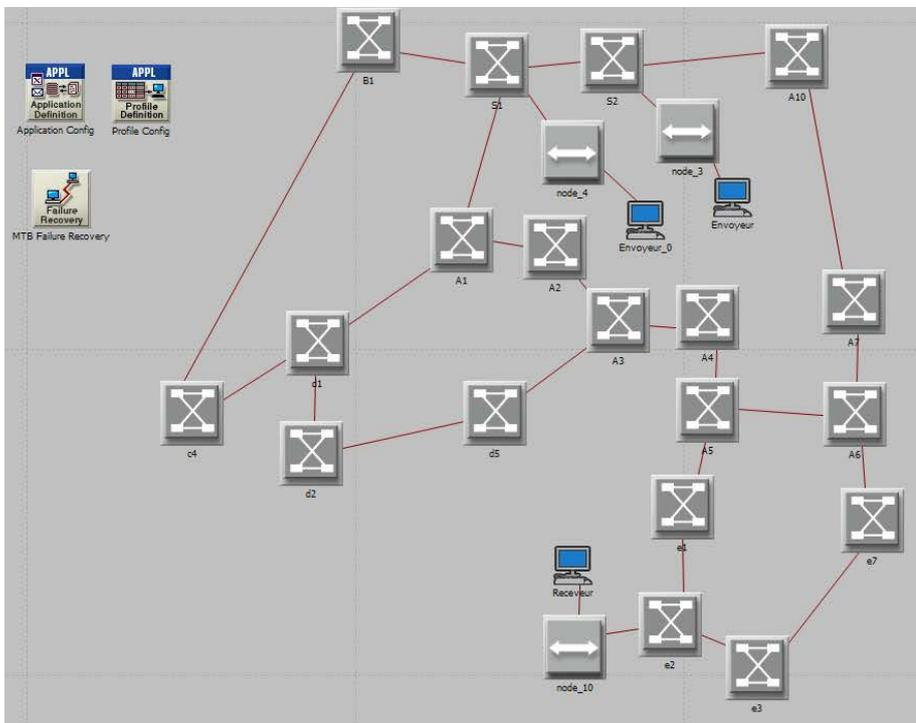 B1
S1
S2
A10
APPL
Application
Definition
Application Config
APPL
Profile
Definition
Profile Config
node_4
node_3
Failure
Recovery
MTB Failure Recovery
Envoyeur_0
Envoyeur
A1
A2
A3
A4
A7
d1
c4
d2
d5
A5
A6
e1
e7
Receveur
node_10
e2
e3